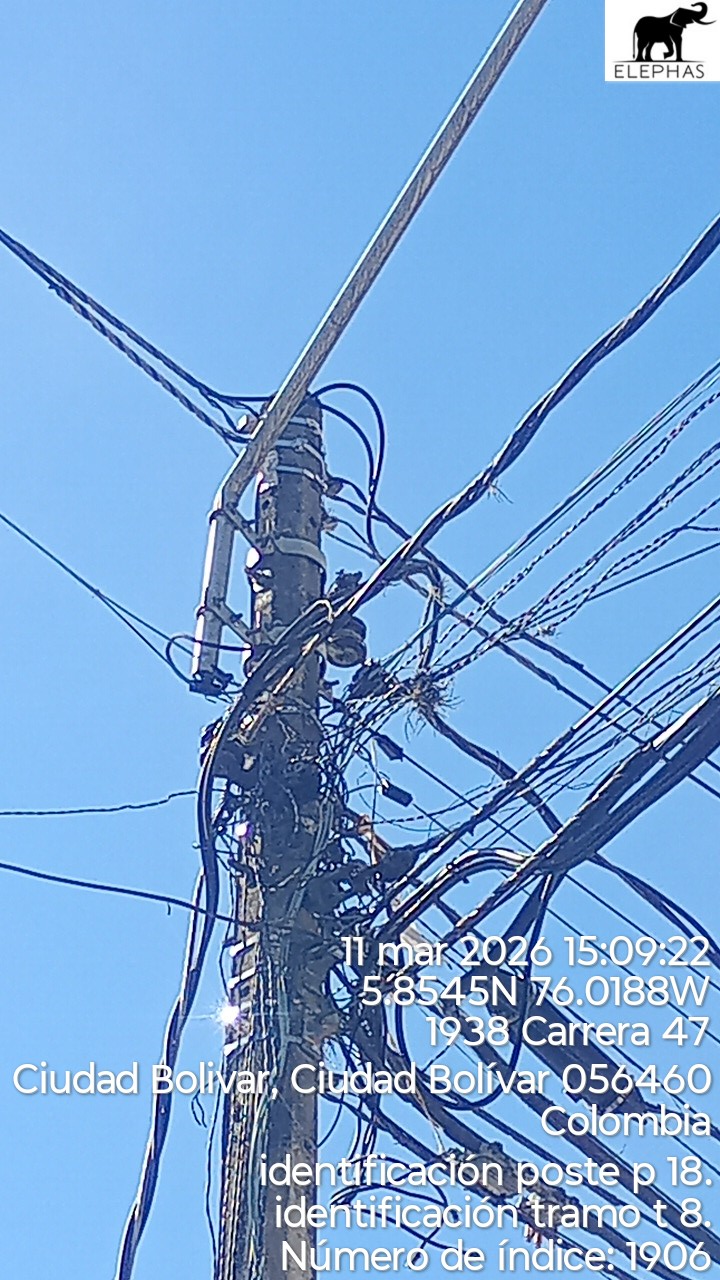 ELEPHAS
11 mar 2026 15:09:22
5.8545N 76.0188W
1938 Carrera 47
Ciudad Bolivar, Ciudad Bolívar 056460
Colombia
identificación poste p 18.
identificación tramo t 8.
Número de índice: 1906